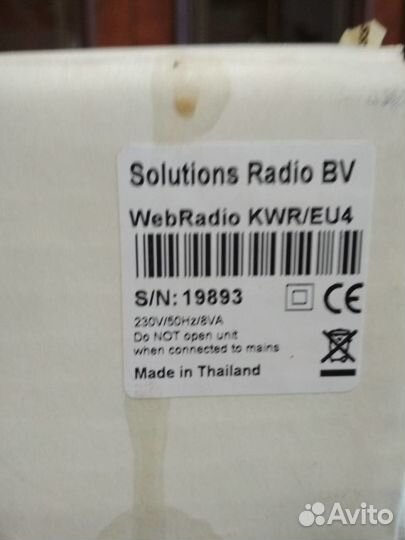 Solutions Radio BV
WebRadio KWR/EU4
S/N: 19893
CE
230V/50Hz/8VA
Do NOT open unit
when connected to mains
Made in Thailand
Avito